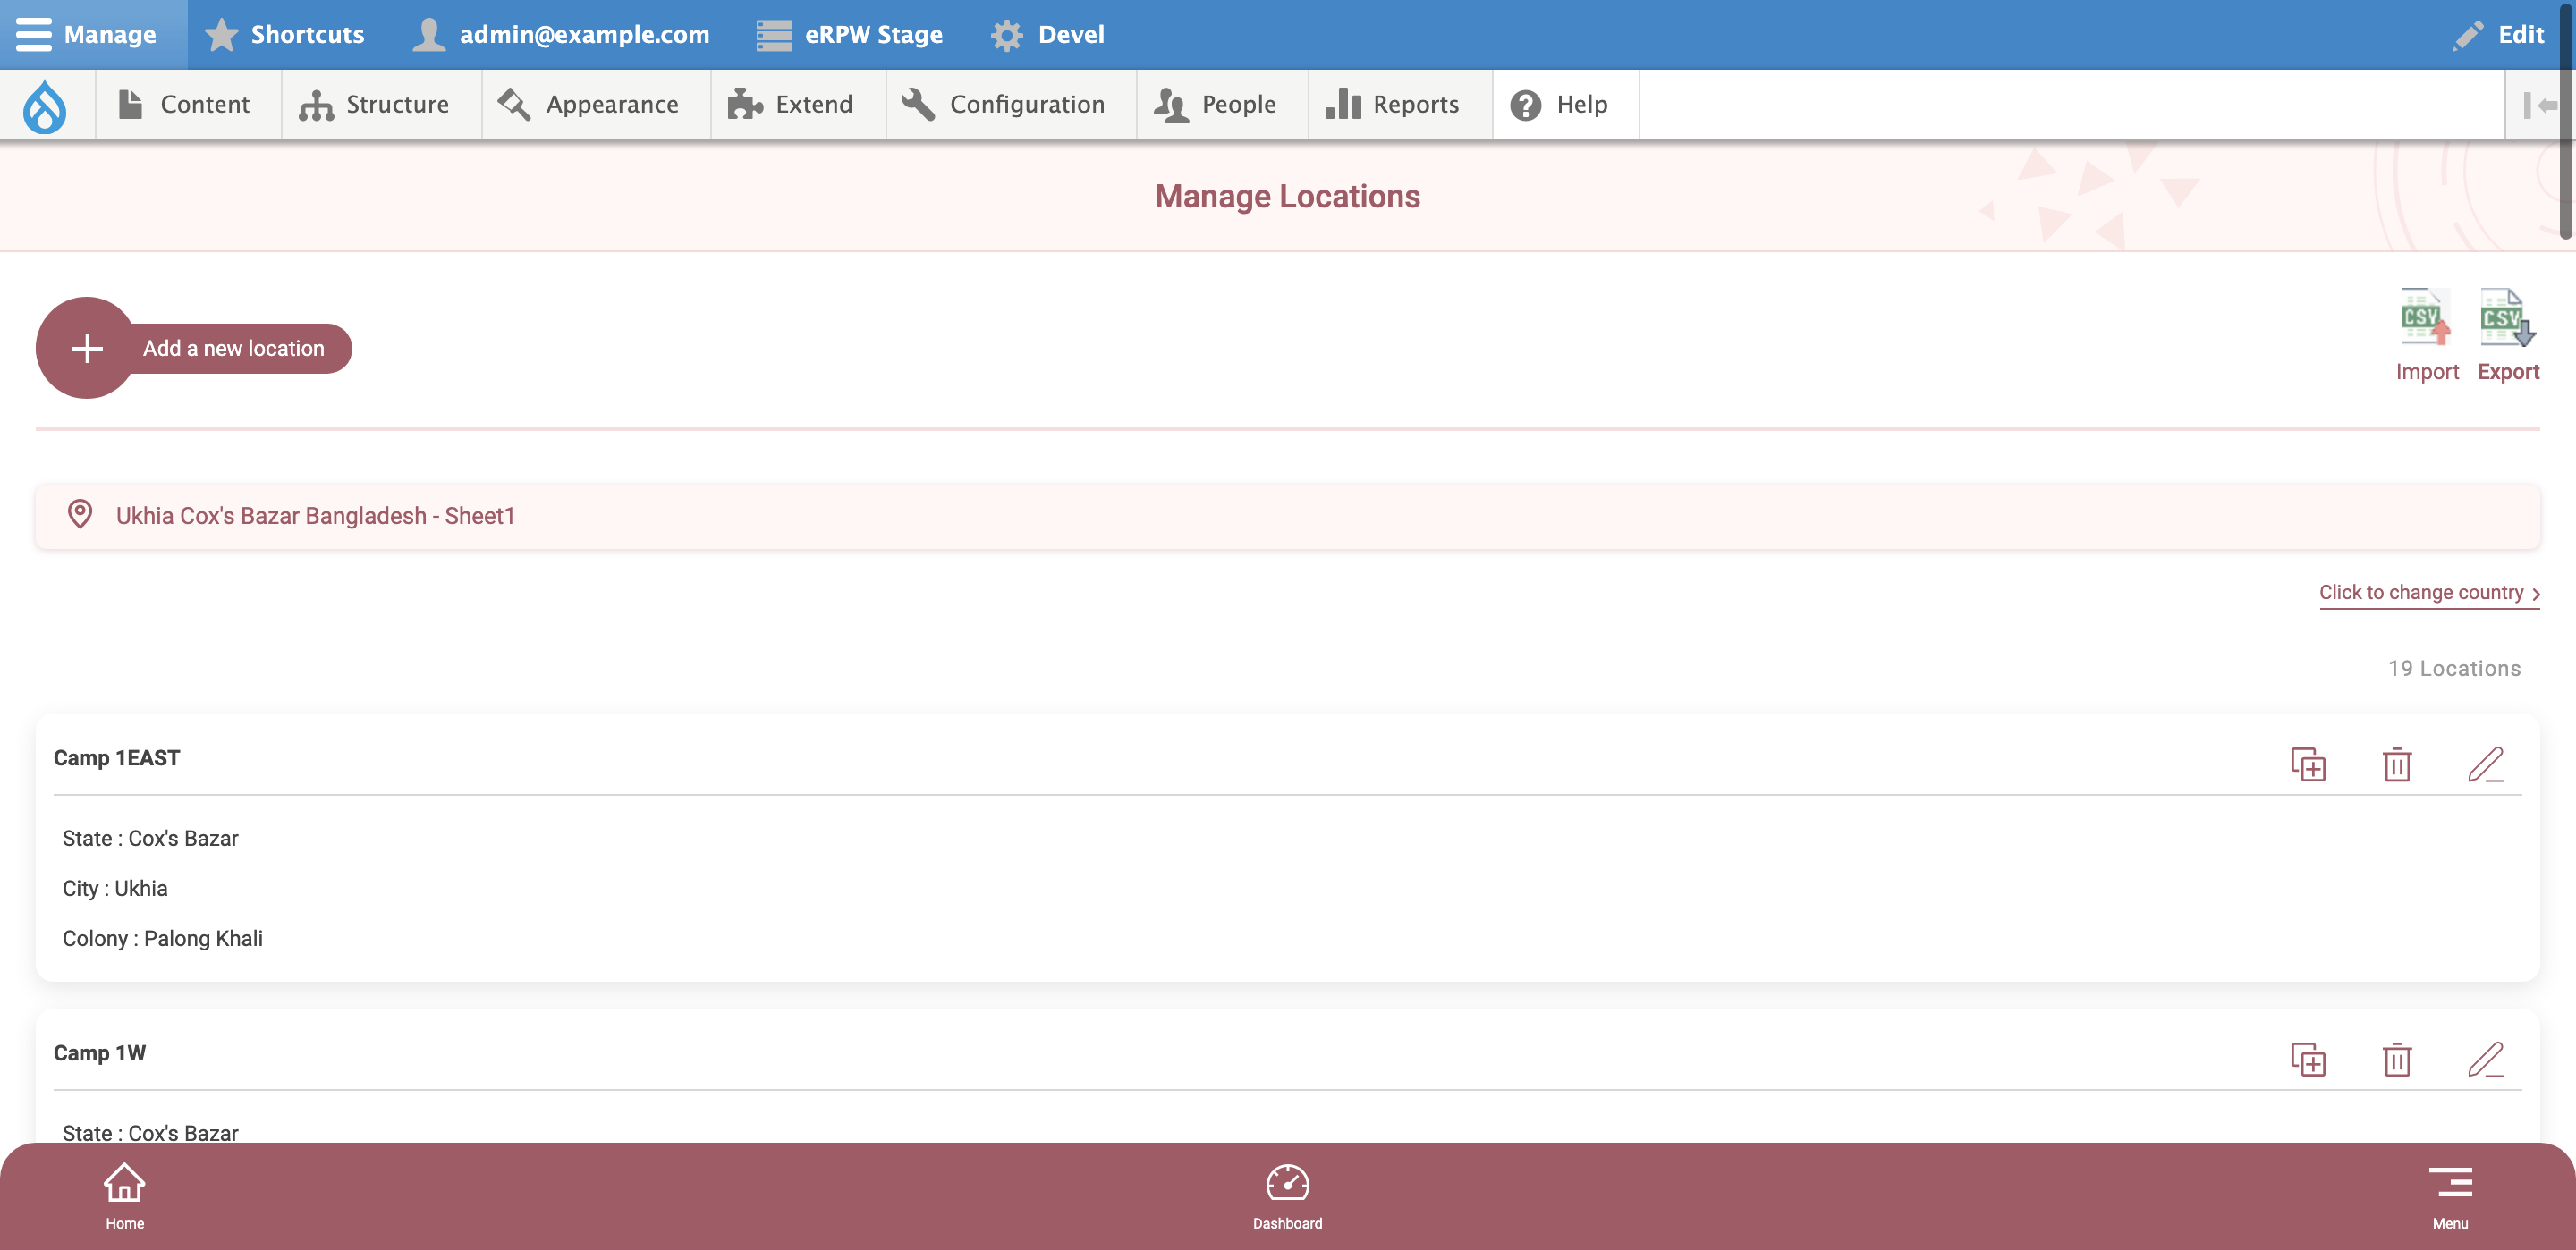 Manage Shortcuts admin@example.com eRPW Stage Devel Edit
Content Structure Appearance Extend Configuration People Reports Help
Manage Locations
Add a new location
CSV CSV
Import Export
Ukhia Cox's Bazar Bangladesh - Sheet1
Click to change country
19 Locations
Camp 1EAST
State : Cox's Bazar
City : Ukhia
Colony : Palong Khali
Camp 1W
State : Cox's Bazar
Home Dashboard Menu